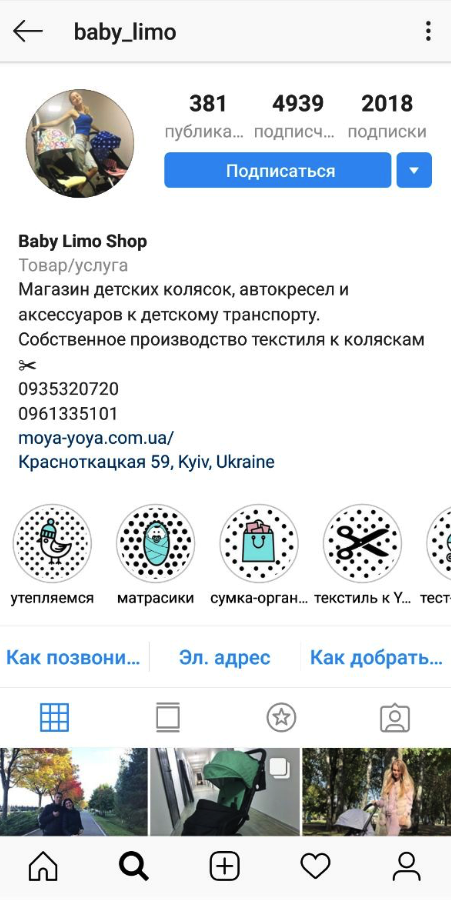 baby_limo
381 4939 2018
публика... подписч... подписки
Подписаться
Baby Limo Shop
Товар/услуга
Магазин детских колясок, автокресел и
аксессуаров к детскому транспорту.
Собственное производство текстиля к коляскам
✂
0935320720
0961335101
moya-yoya.com.ua/
Красноткацкая 59, Kyiv, Ukraine
утепляемся матрасики сумка-орган... текстиль к Y... тест-
Как позвони... Эл. адрес Как добрать...